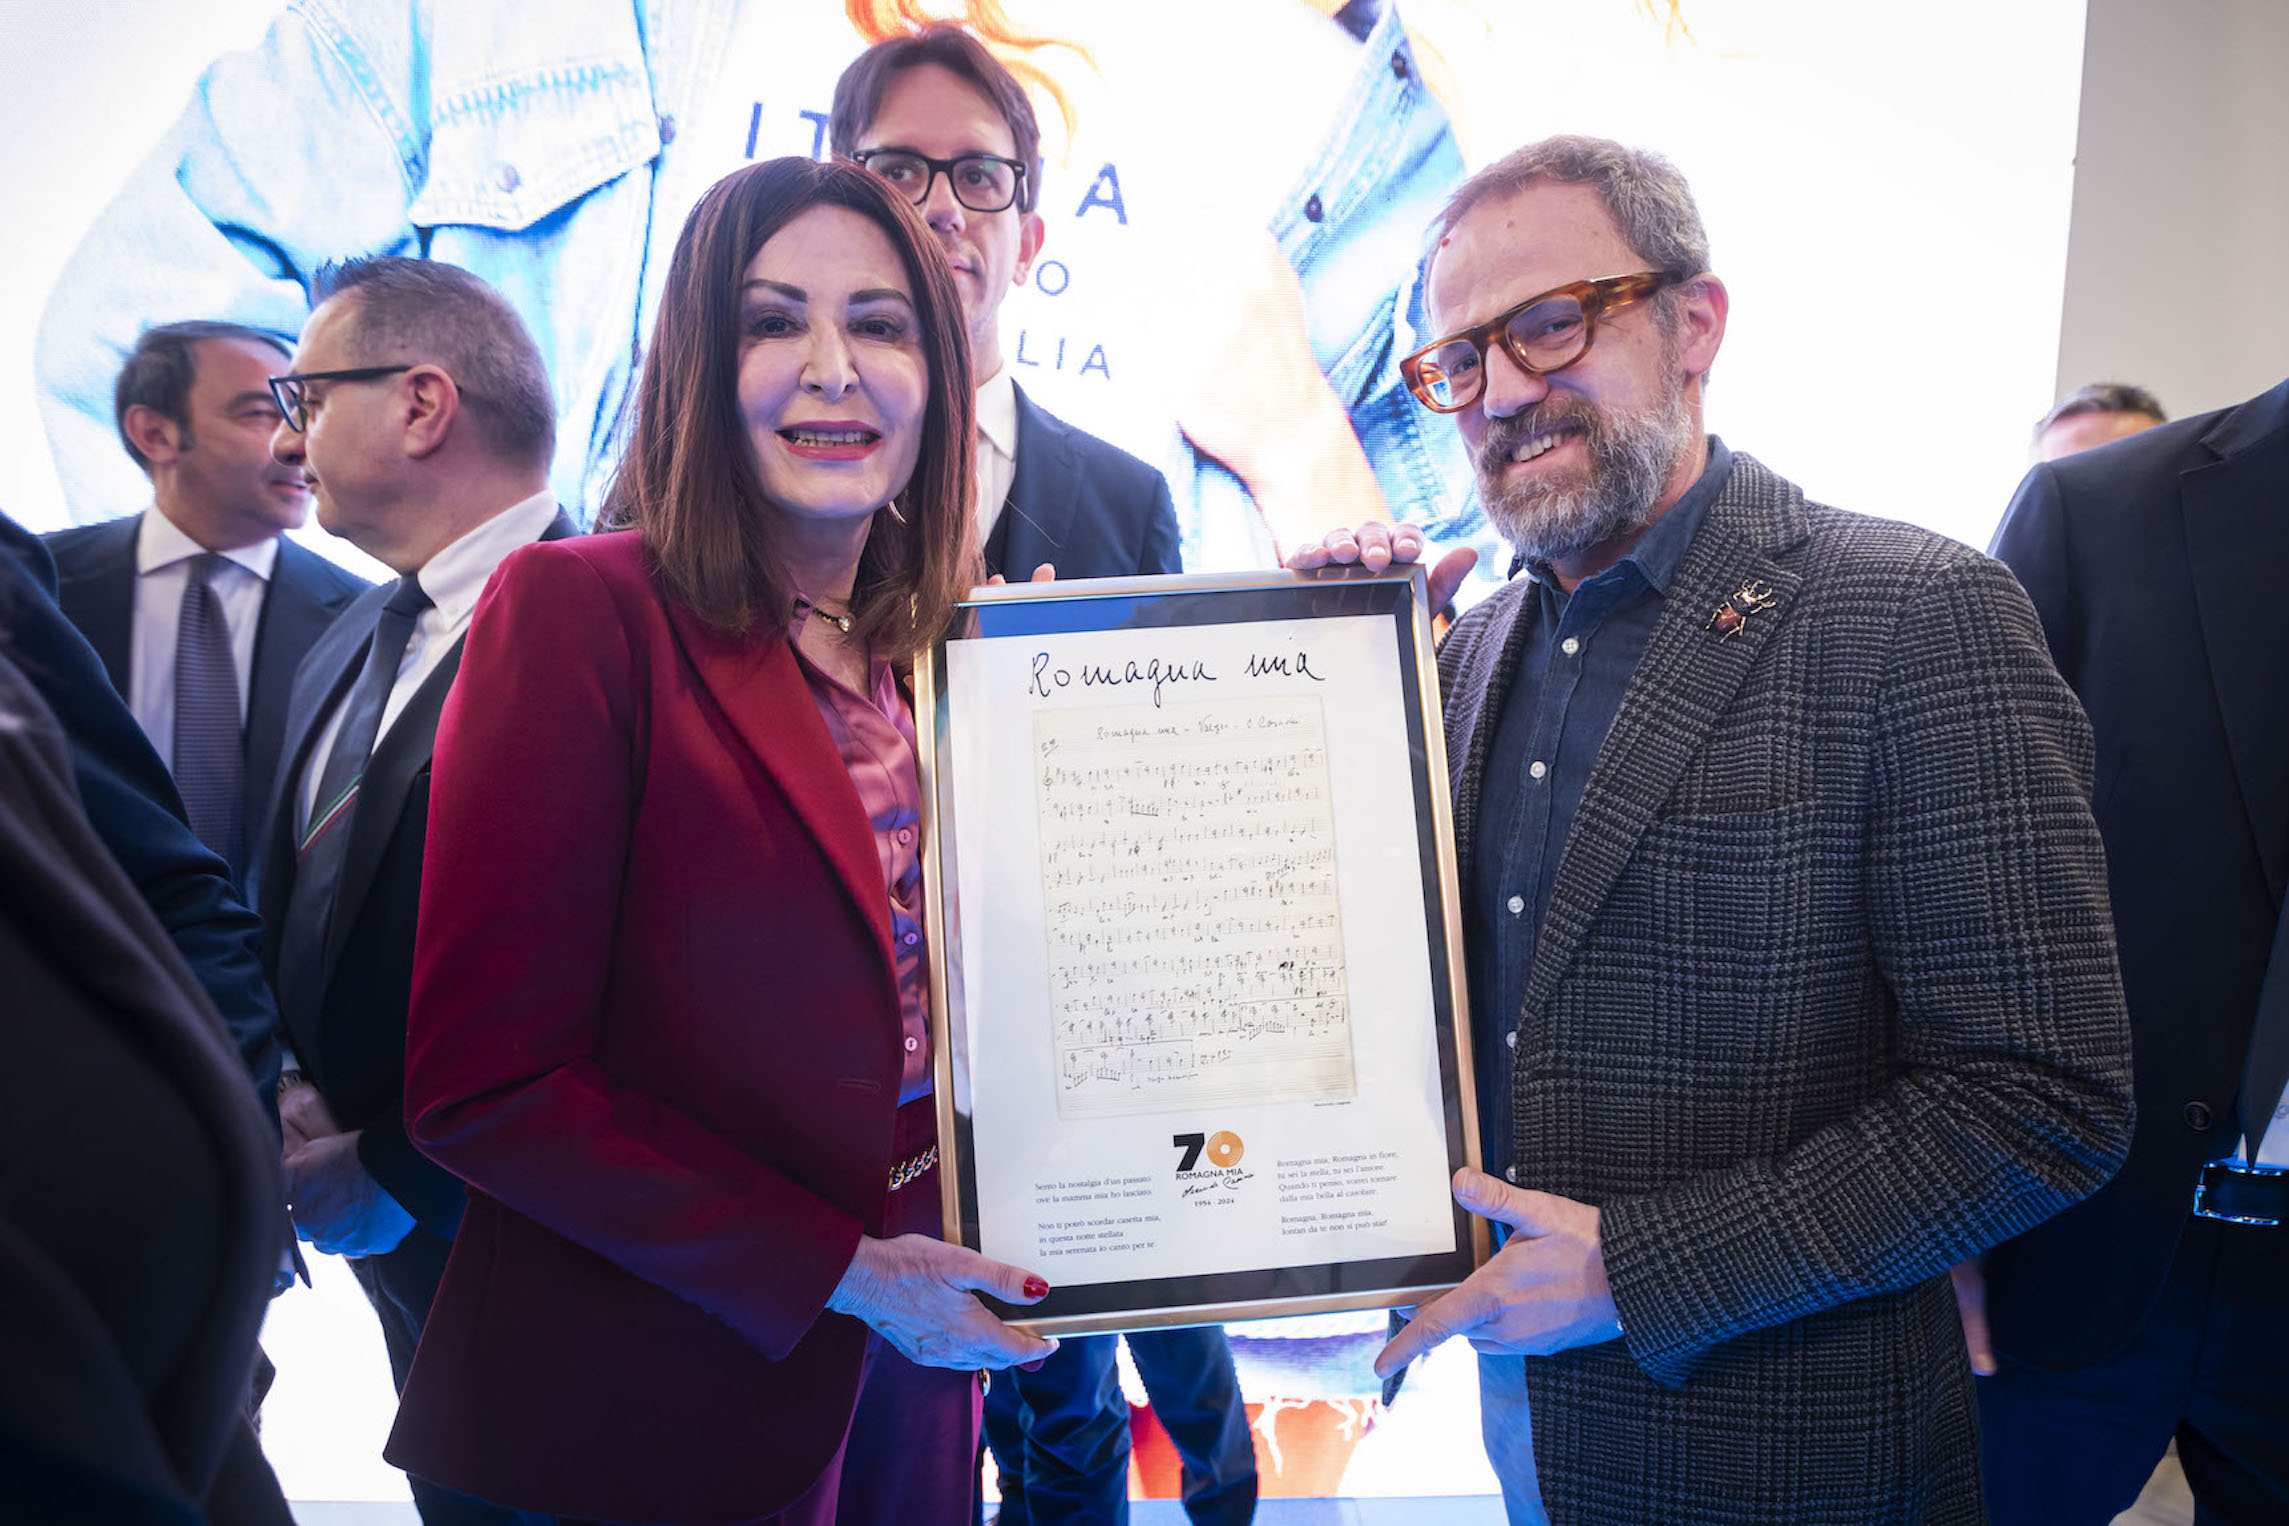 IT A
O
LIA
Romagna mia
Romagna mia - Valzer - S. Casadei
70
ROMAGNA MIA
1954 - 2024
Sento la nostalgia d'un passato
ove la mamma mia ho lasciato.
Non ti potrò scordar casetta mia,
in questa notte stellata
la mia serenata io canto per te.
Romagna mia, Romagna in fiore,
tu sei la stella, tu sei l'amore.
Quando ti penso, vorrei tornare
dalla mia bella al casolare.
Romagna, Romagna mia,
lontan da te non si può star!